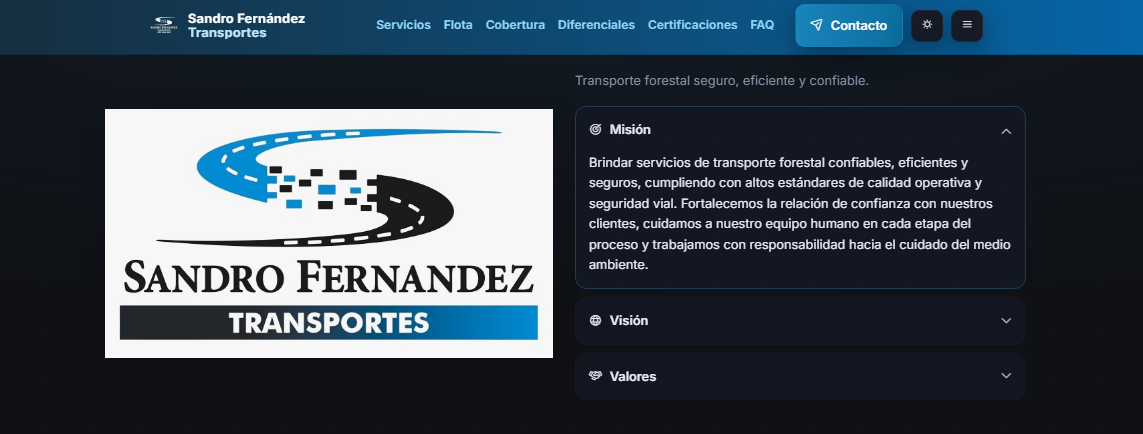 Sandro Fernández
Transportes
Servicios
Flota
Cobertura
Diferenciales
Certificaciones
FAQ
Contacto
Transporte forestal seguro, eficiente y confiable.
SANDRO FERNANDEZ
TRANSPORTES
Misión
Brindar servicios de transporte forestal confiables, eficientes y
seguros, cumpliendo con altos estándares de calidad operativa y
seguridad vial. Fortalecemos la relación de confianza con nuestros
clientes, cuidamos a nuestro equipo humano en cada etapa del
proceso y trabajamos con responsabilidad hacia el cuidado del medio
ambiente.
Visión
Valores